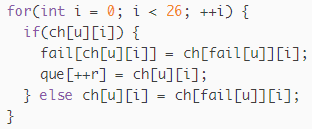 for(int i = 0; i < 26; ++i) {
  if(ch[u][i]) {
    fail[ch[u][i]] = ch[fail[u]][i];
    que[++r] = ch[u][i];
  } else ch[u][i] = ch[fail[u]][i];
}